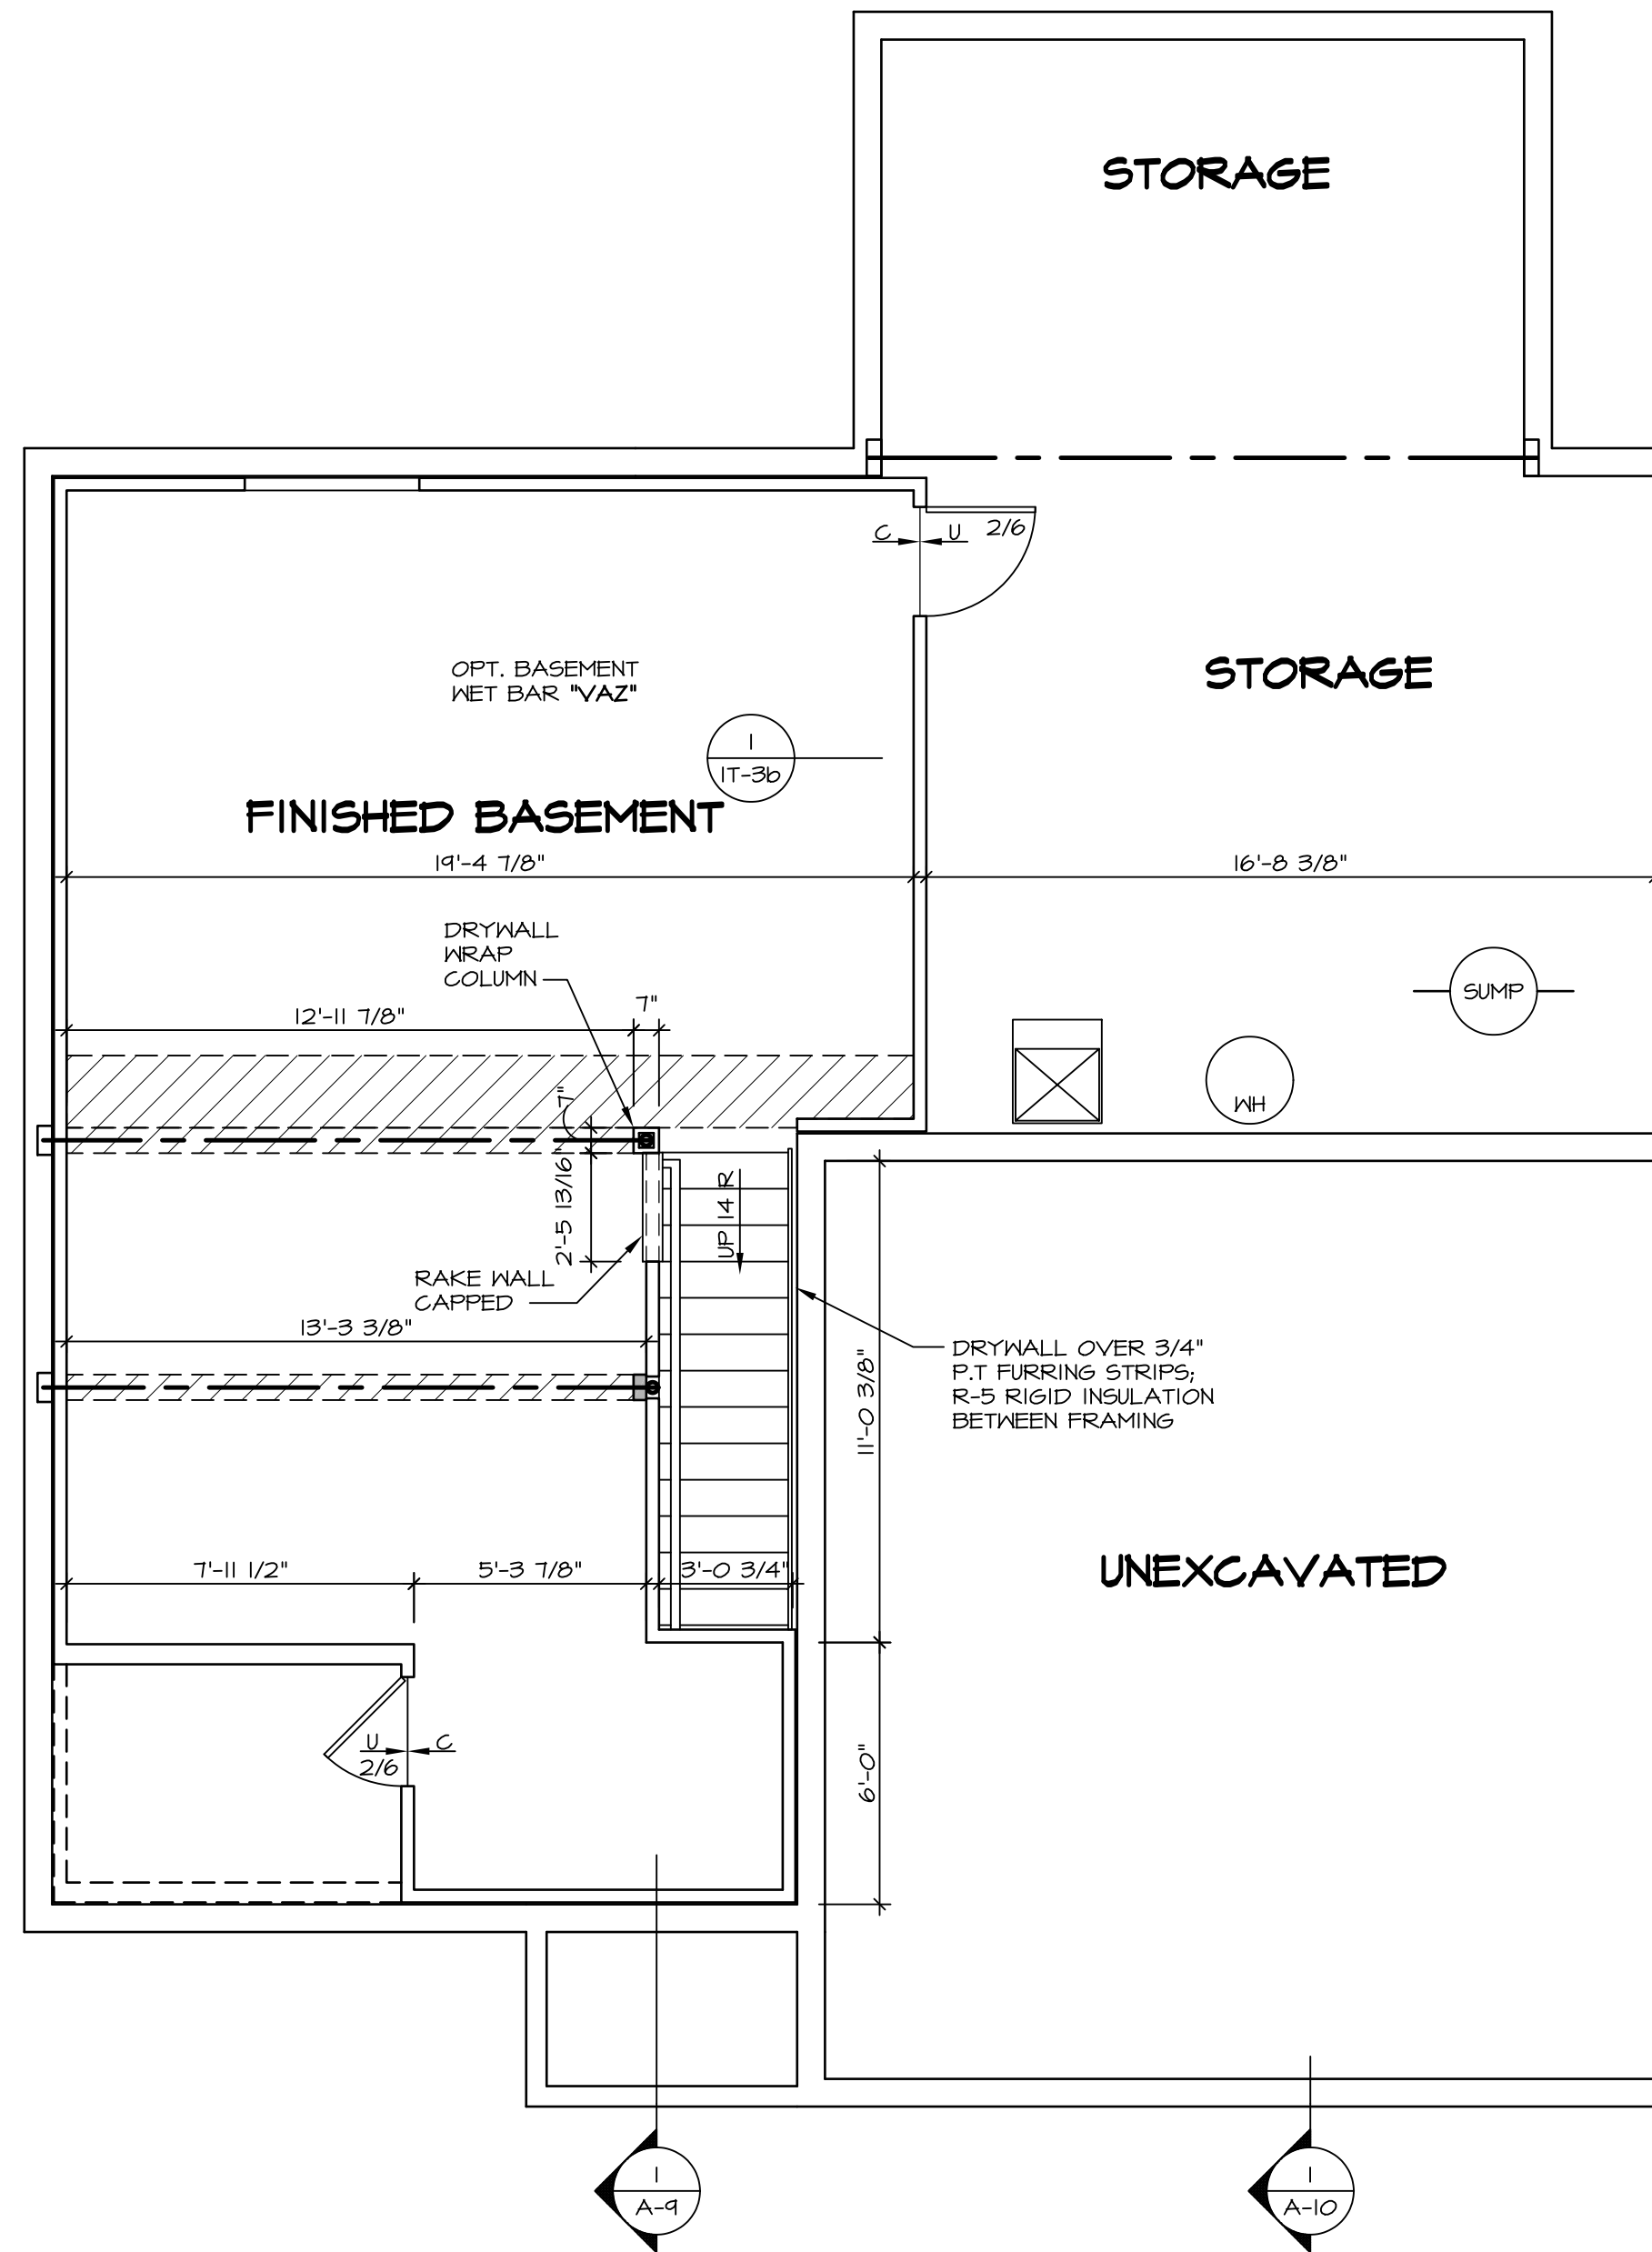 STORAGE
C U 2/6
OPT. BASEMENT
WET BAR "VAZ"
STORAGE
1
IT-3b
FINISHED BASEMENT
19'-4 7/8"
16'-8 3/8"
DRYWALL
WRAP
COLUMN
SUMP
12'-11 7/8"
7"
7"
WH
2'-5 13/16"
UP 14 R
RAKE WALL
CAPPED
13'-3 3/8"
DRYWALL OVER 3/4"
P.T FURRING STRIPS;
R-5 RIGID INSULATION
BETWEEN FRAMING
11'-0 3/8"
7'-11 1/2"
5'-3 7/8"
3'-0 3/4"
UNEXCAVATED
U C
2/6
6'-0"
1
A-9
1
A-10